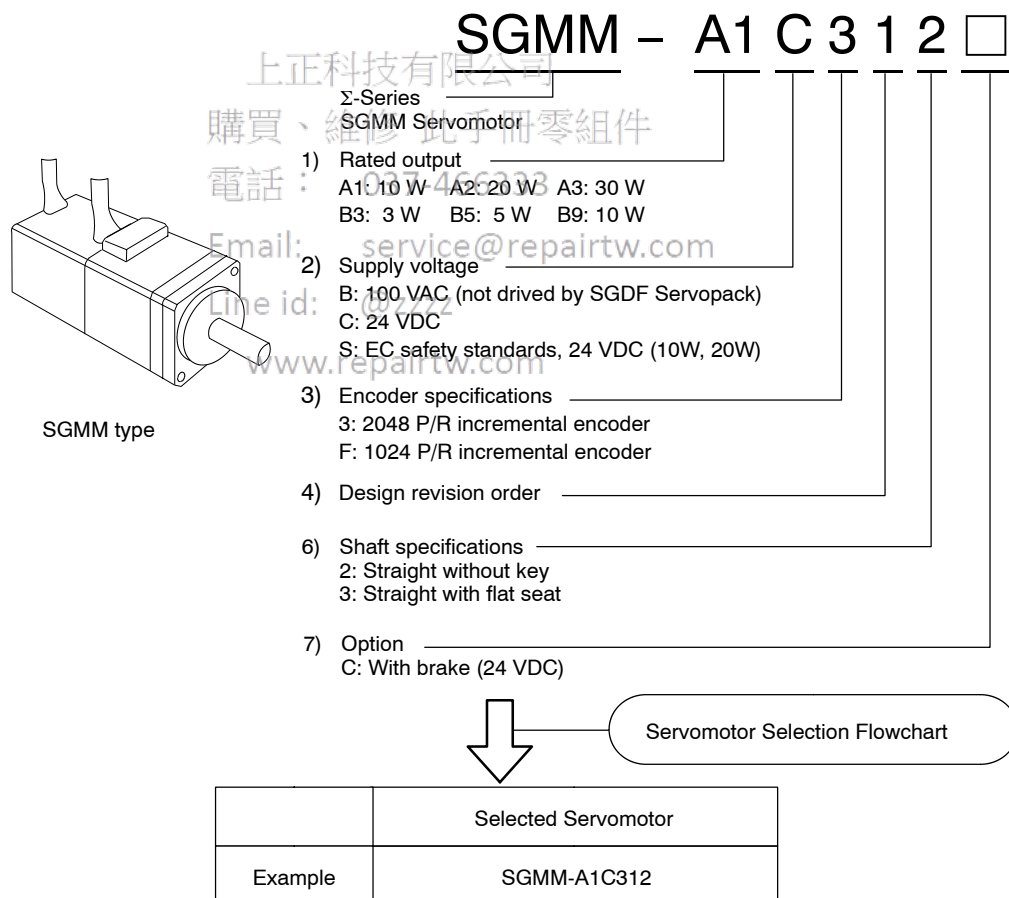 SGMM – A1 C 3 1 2 □
上正科技有限公司
Σ-Series
SGMM Servomotor
購買、維修 此手冊零組件
1) Rated output
電話： 037-466333
A1: 10 W A2: 20 W A3: 30 W
B3: 3 W B5: 5 W B9: 10 W
Email: service@repairtw.com
2) Supply voltage
B: 100 VAC (not drived by SGDF Servopack)
Line id: @zzzz
C: 24 VDC
S: EC safety standards, 24 VDC (10W, 20W)
www.repairtw.com
3) Encoder specifications
3: 2048 P/R incremental encoder
SGMM type
F: 1024 P/R incremental encoder
4) Design revision order
6) Shaft specifications
2: Straight without key
3: Straight with flat seat
7) Option
C: With brake (24 VDC)
Servomotor Selection Flowchart
Selected Servomotor
Example SGMM-A1C312